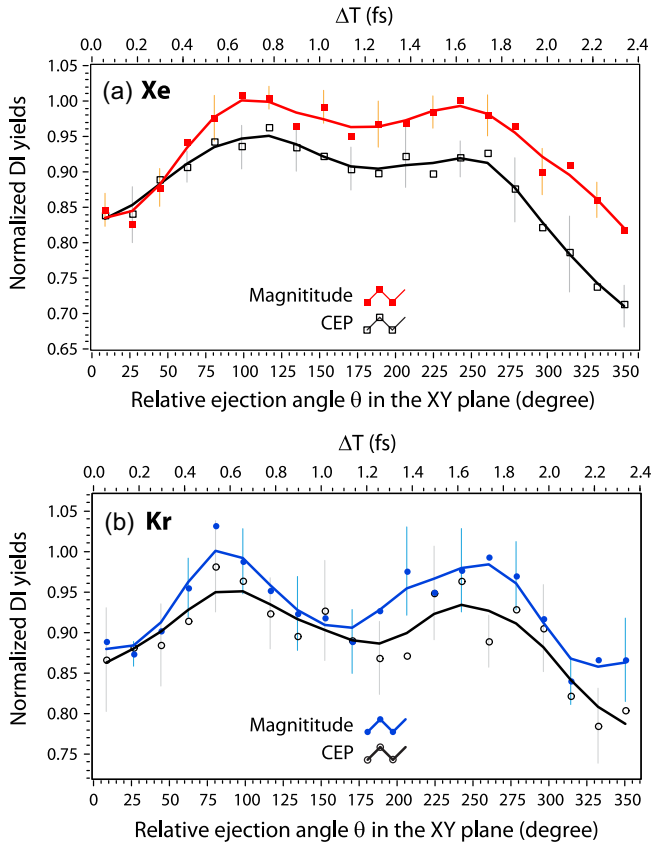 ΔT (fs)
0.0 0.2 0.4 0.6 0.8 1.0 1.2 1.4 1.6 1.8 2.0 2.2 2.4
(a) Xe
Normalized DI yields
1.05
1.00
0.95
0.90
0.85
0.80
0.70
0.65
Magnititude
CEP
0 25 50 75 100 125 150 175 200 225 250 275 300 325 350
Relative ejection angle θ in the XY plane (degree)
ΔT (fs)
0.0 0.2 0.4 0.6 0.8 1.0 1.2 1.4 1.6 1.8 2.0 2.2 2.4
(b) Kr
Normalized DI yields
1.05
1.00
0.95
0.90
0.85
0.80
0.75
Magnititude
CEP
0 25 50 75 100 125 150 175 200 225 250 275 300 325 350
Relative ejection angle θ in the XY plane (degree)